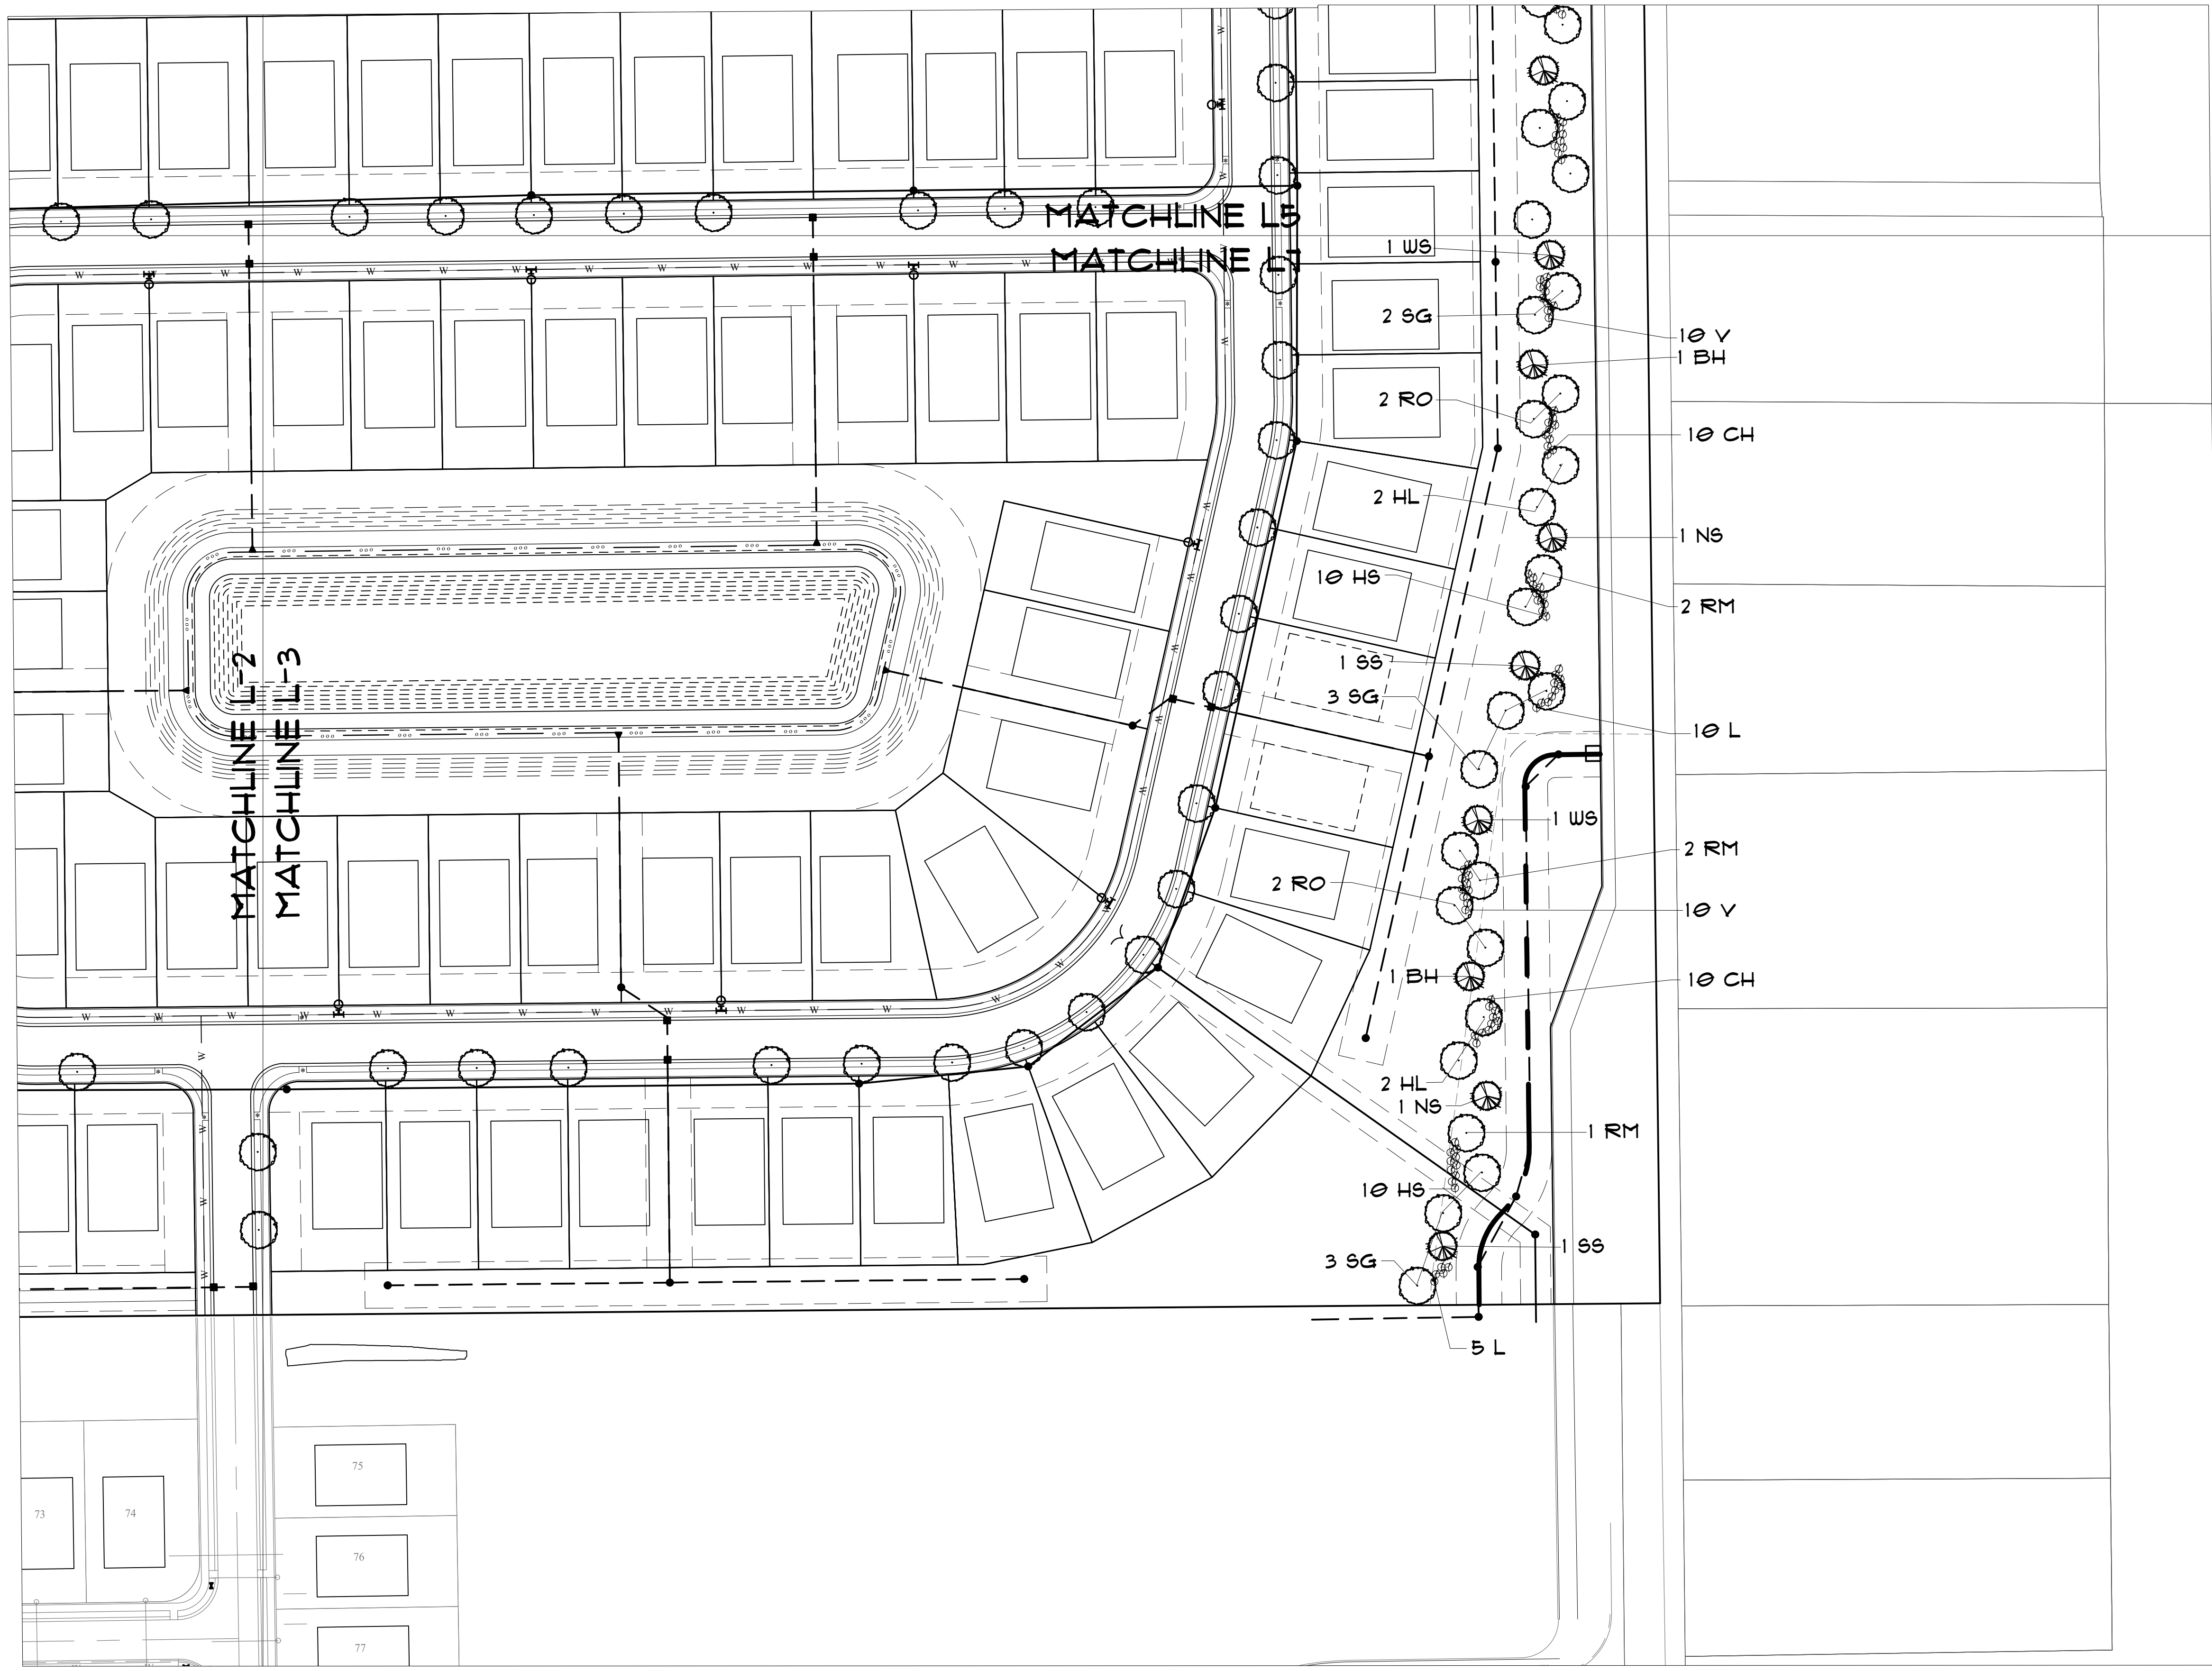 MATCHLINE L5
MATCHLINE L7
1 WS
2 SG
10 V
1 BH
2 RO
10 CH
2 HL
1 NS
10 HS
2 RM
1 SS
3 SG
10 L
MATCHLINE L-2
MATCHLINE L-3
1 WS
2 RM
2 RO
10 V
1 BH
10 CH
2 HL
1 NS
1 RM
10 HS
1 SS
3 SG
5 L
75
73
74
76
77